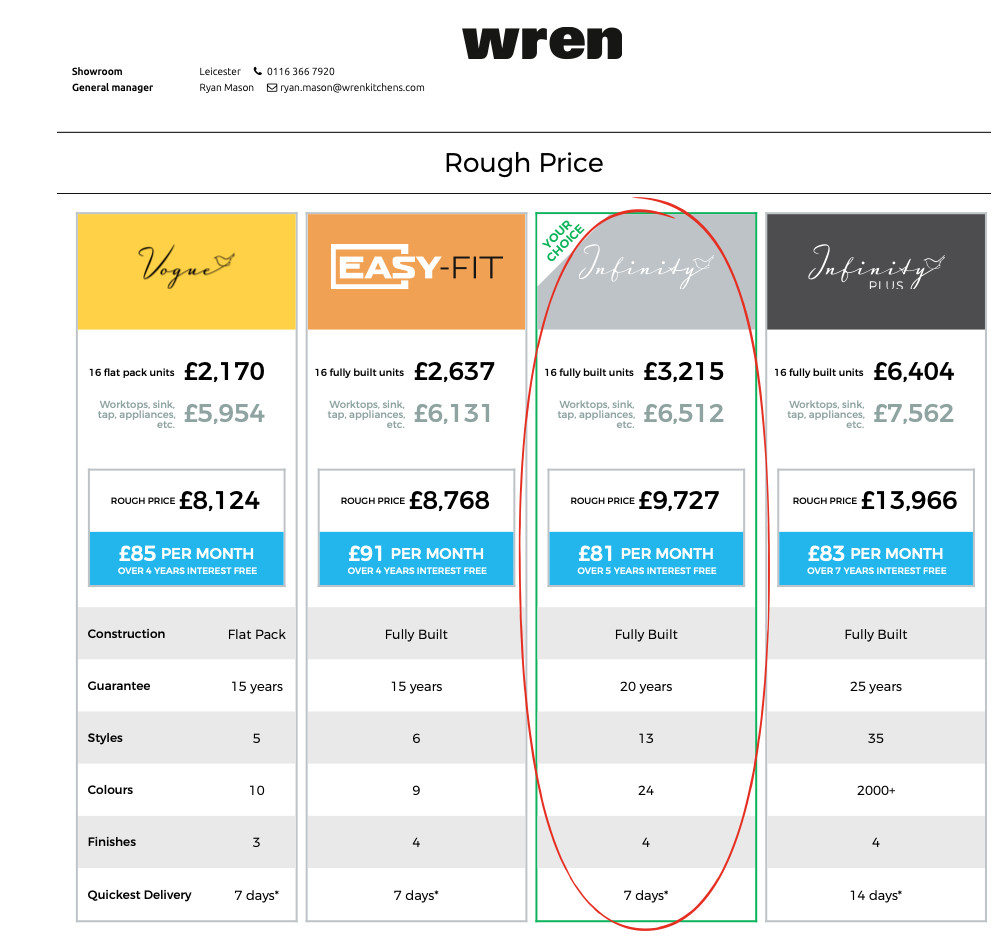 wren
Showroom Leicester 0116 366 7920
General manager Ryan Mason ryan.mason@wrenkitchens.com
Rough Price
Vogue EASY-FIT YOUR CHOICE Infinity Infinity PLUS
16 flat pack units £2,170 16 fully built units £2,637 16 fully built units £3,215 16 fully built units £6,404
Worktops, sink, tap, appliances, etc. £5,954 Worktops, sink, tap, appliances, etc. £6,131 Worktops, sink, tap, appliances, etc. £6,512 Worktops, sink, tap, appliances, etc. £7,562
ROUGH PRICE £8,124 ROUGH PRICE £8,768 ROUGH PRICE £9,727 ROUGH PRICE £13,966
£85 PER MONTH £91 PER MONTH £81 PER MONTH £83 PER MONTH
OVER 4 YEARS INTEREST FREE OVER 4 YEARS INTEREST FREE OVER 5 YEARS INTEREST FREE OVER 7 YEARS INTEREST FREE
Construction Flat Pack Fully Built Fully Built Fully Built
Guarantee 15 years 15 years 20 years 25 years
Styles 5 6 13 35
Colours 10 9 24 2000+
Finishes 3 4 4 4
Quickest Delivery 7 days* 7 days* 7 days* 14 days*